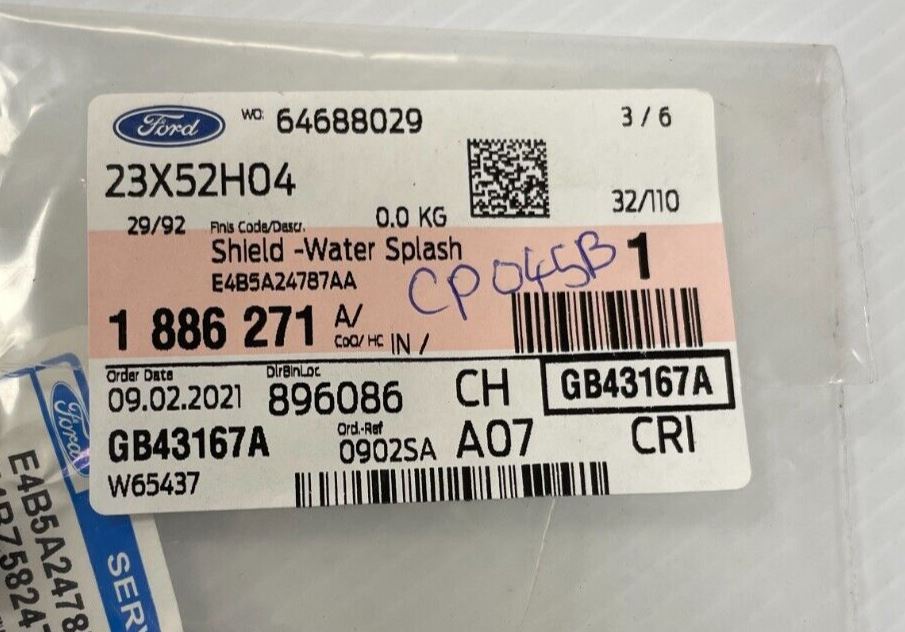 Ford WO: 64688029 3 / 6
23X52H04
32/110
29/92 Finis Code/Descr. 0.0 KG
Shield -Water Splash
CP045B
1
E4B5A24787AA
1 886 271 A/
CoO/ HC IN /
Order Date DlrBinLoc
09.02.2021 896086 CH GB43167A
GB43167A Ord.-Ref 0902SA A07 CRI
W65437
Ford
SERV
E4B5A2478